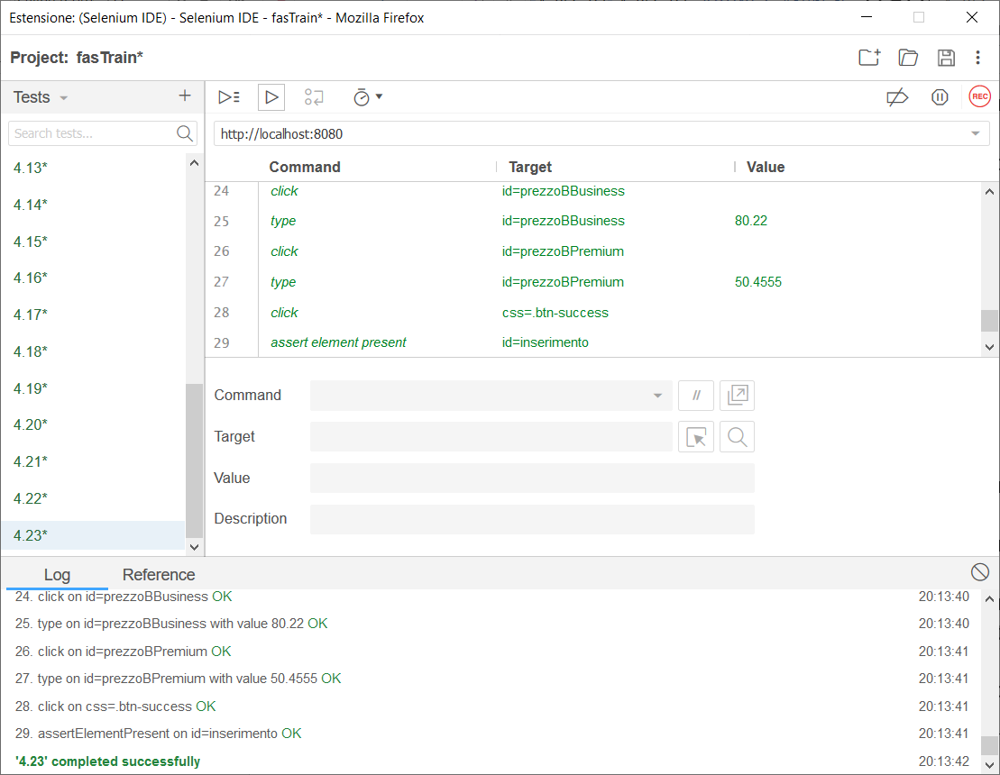 Estensione: (Selenium IDE) - Selenium IDE - fasTrain* - Mozilla Firefox
Project: fasTrain*
Tests
Search tests...
4.13*
4.14*
4.15*
4.16*
4.17*
4.18*
4.19*
4.20*
4.21*
4.22*
4.23*
REC
http://localhost:8080
Command Target Value
24 click id=prezzoBBusiness
25 type id=prezzoBBusiness 80.22
26 click id=prezzoBPremium
27 type id=prezzoBPremium 50.4555
28 click css=.btn-success
29 assert element present id=inserimento
Command //
Target
Value
Description
Log Reference
24. click on id=prezzoBBusiness OK 20:13:40
25. type on id=prezzoBBusiness with value 80.22 OK 20:13:40
26. click on id=prezzoBPremium OK 20:13:41
27. type on id=prezzoBPremium with value 50.4555 OK 20:13:41
28. click on css=.btn-success OK 20:13:41
29. assertElementPresent on id=inserimento OK 20:13:41
'4.23' completed successfully 20:13:42